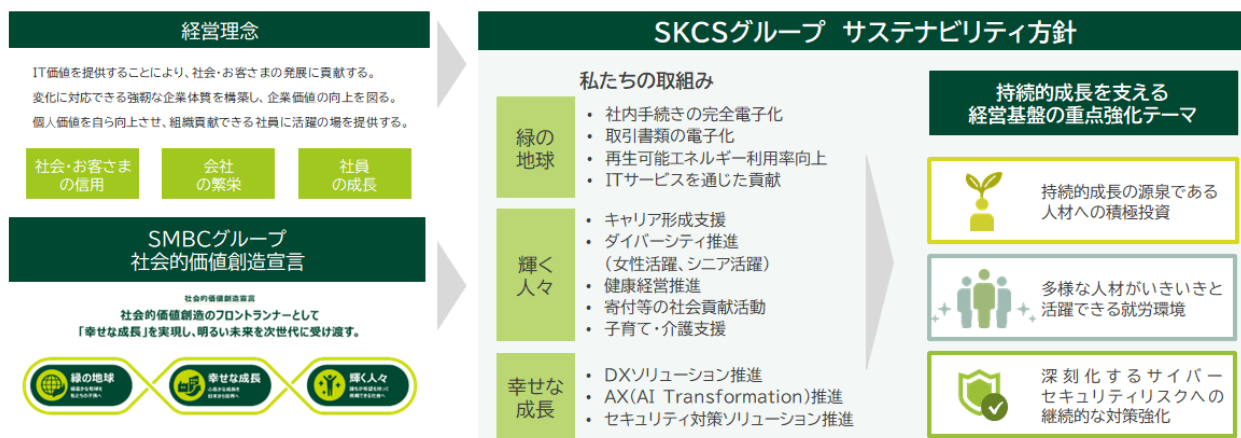 経営理念
IT価値を提供することにより、社会・お客さまの発展に貢献する。
変化に対応できる強靭な企業体質を構築し、企業価値の向上を図る。
個人価値を自ら向上させ、組織貢献できる社員に活躍の場を提供する。
社会・お客さま
の信用
会社
の繁栄
社員
の成長
SMBCグループ
社会的価値創造宣言
社会的価値創造宣言
社会的価値創造のフロントランナーとして
「幸せな成長」を実現し、明るい未来を次世代に受け渡す。
緑の地球
幸せな成長
輝く人々
SKCSグループ サステナビリティ方針
私たちの取組み
緑の
地球
• 社内手続きの完全電子化
• 取引書類の電子化
• 再生可能エネルギー利用率向上
• ITサービスを通じた貢献
輝く
人々
• キャリア形成支援
• ダイバーシティ推進
（女性活躍、シニア活躍）
• 健康経営推進
• 寄付等の社会貢献活動
• 子育て・介護支援
幸せな
成長
• DXソリューション推進
• AX(AI Transformation)推進
• セキュリティ対策ソリューション推進
持続的成長を支える
経営基盤の重点強化テーマ
持続的成長の源泉である
人材への積極投資
多様な人材がいきいきと
活躍できる就労環境
深刻化するサイバー
セキュリティリスクへの
継続的な対策強化